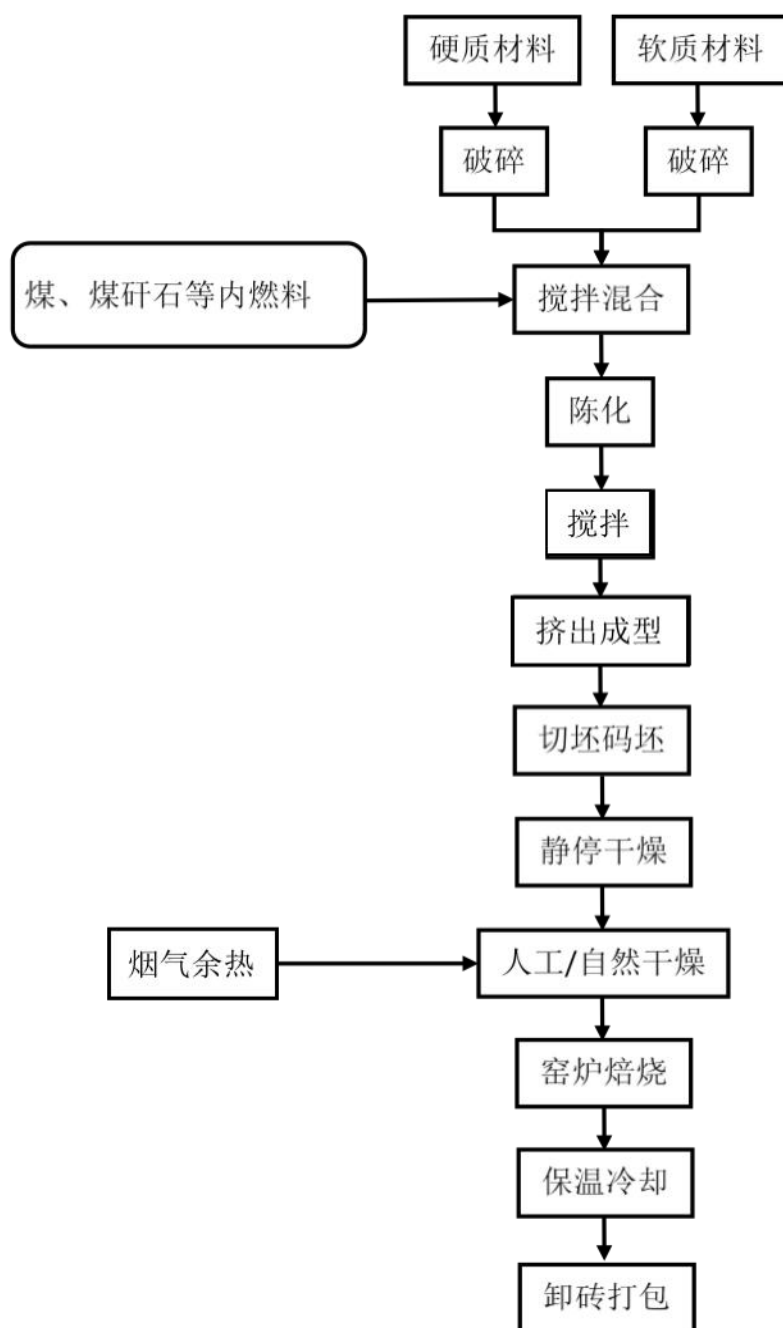 硬质材料
软质材料
破碎
破碎
煤、煤矸石等内燃料
搅拌混合
陈化
搅拌
挤出成型
切坯码坯
静停干燥
烟气余热
人工/自然干燥
窑炉焙烧
保温冷却
卸砖打包